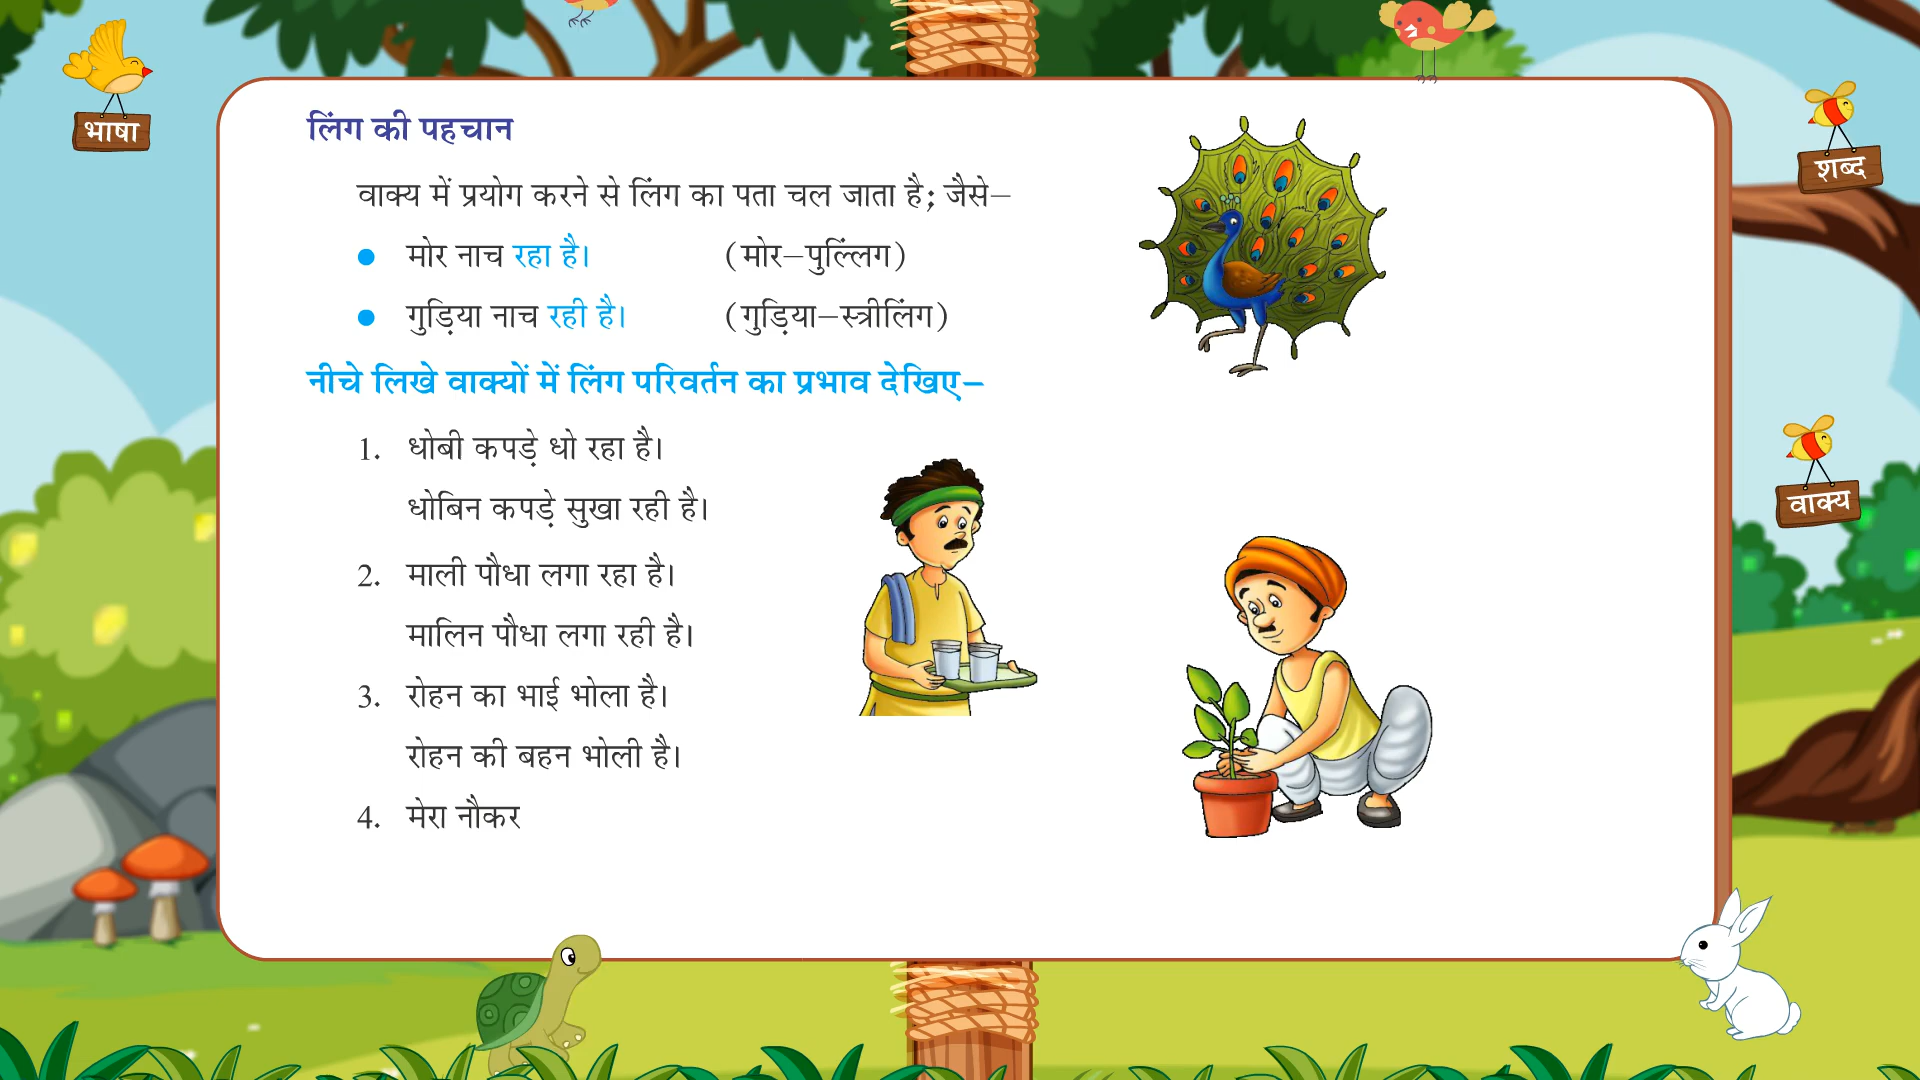 भाषा
शब्द
वाक्य
लिंग की पहचान
वाक्य में प्रयोग करने से लिंग का पता चल जाता है; जैसे–
● मोर नाच रहा है। (मोर–पुल्लिंग)
● गुड़िया नाच रही है। (गुड़िया–स्त्रीलिंग)
नीचे लिखे वाक्यों में लिंग परिवर्तन का प्रभाव देखिए–
1. धोबी कपड़े धो रहा है।
धोबिन कपड़े सुखा रही है।
2. माली पौधा लगा रहा है।
मालिन पौधा लगा रही है।
3. रोहन का भाई भोला है।
रोहन की बहन भोली है।
4. मेरा नौकर